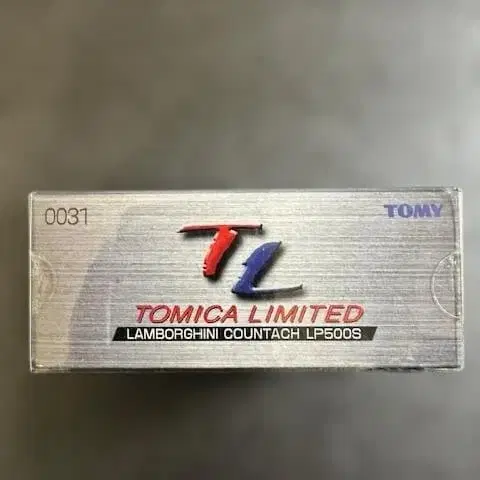 0031
TOMY
TL
TOMICA LIMITED
LAMBORGHINI COUNTACH LP500S